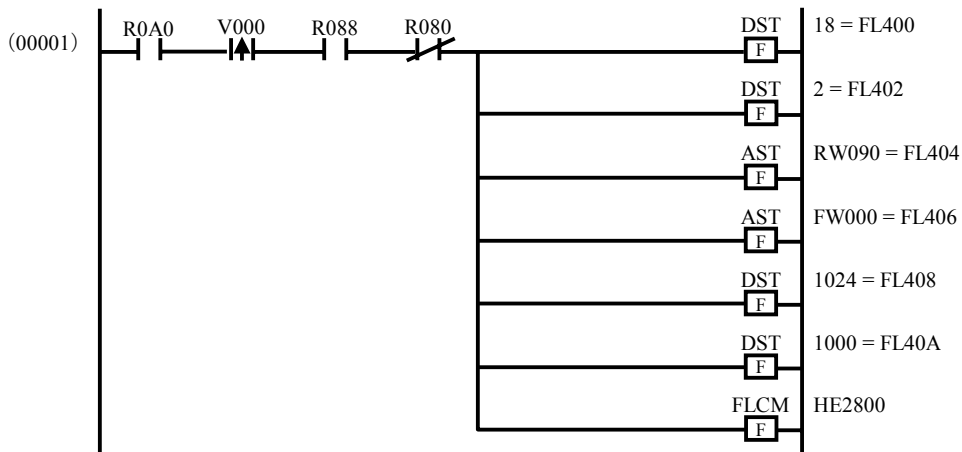 (00001) R0A0 V000 R088 R080 DST F 18 = FL400
DST F 2 = FL402
AST F RW090 = FL404
AST F FW000 = FL406
DST F 1024 = FL408
DST F 1000 = FL40A
FLCM F HE2800